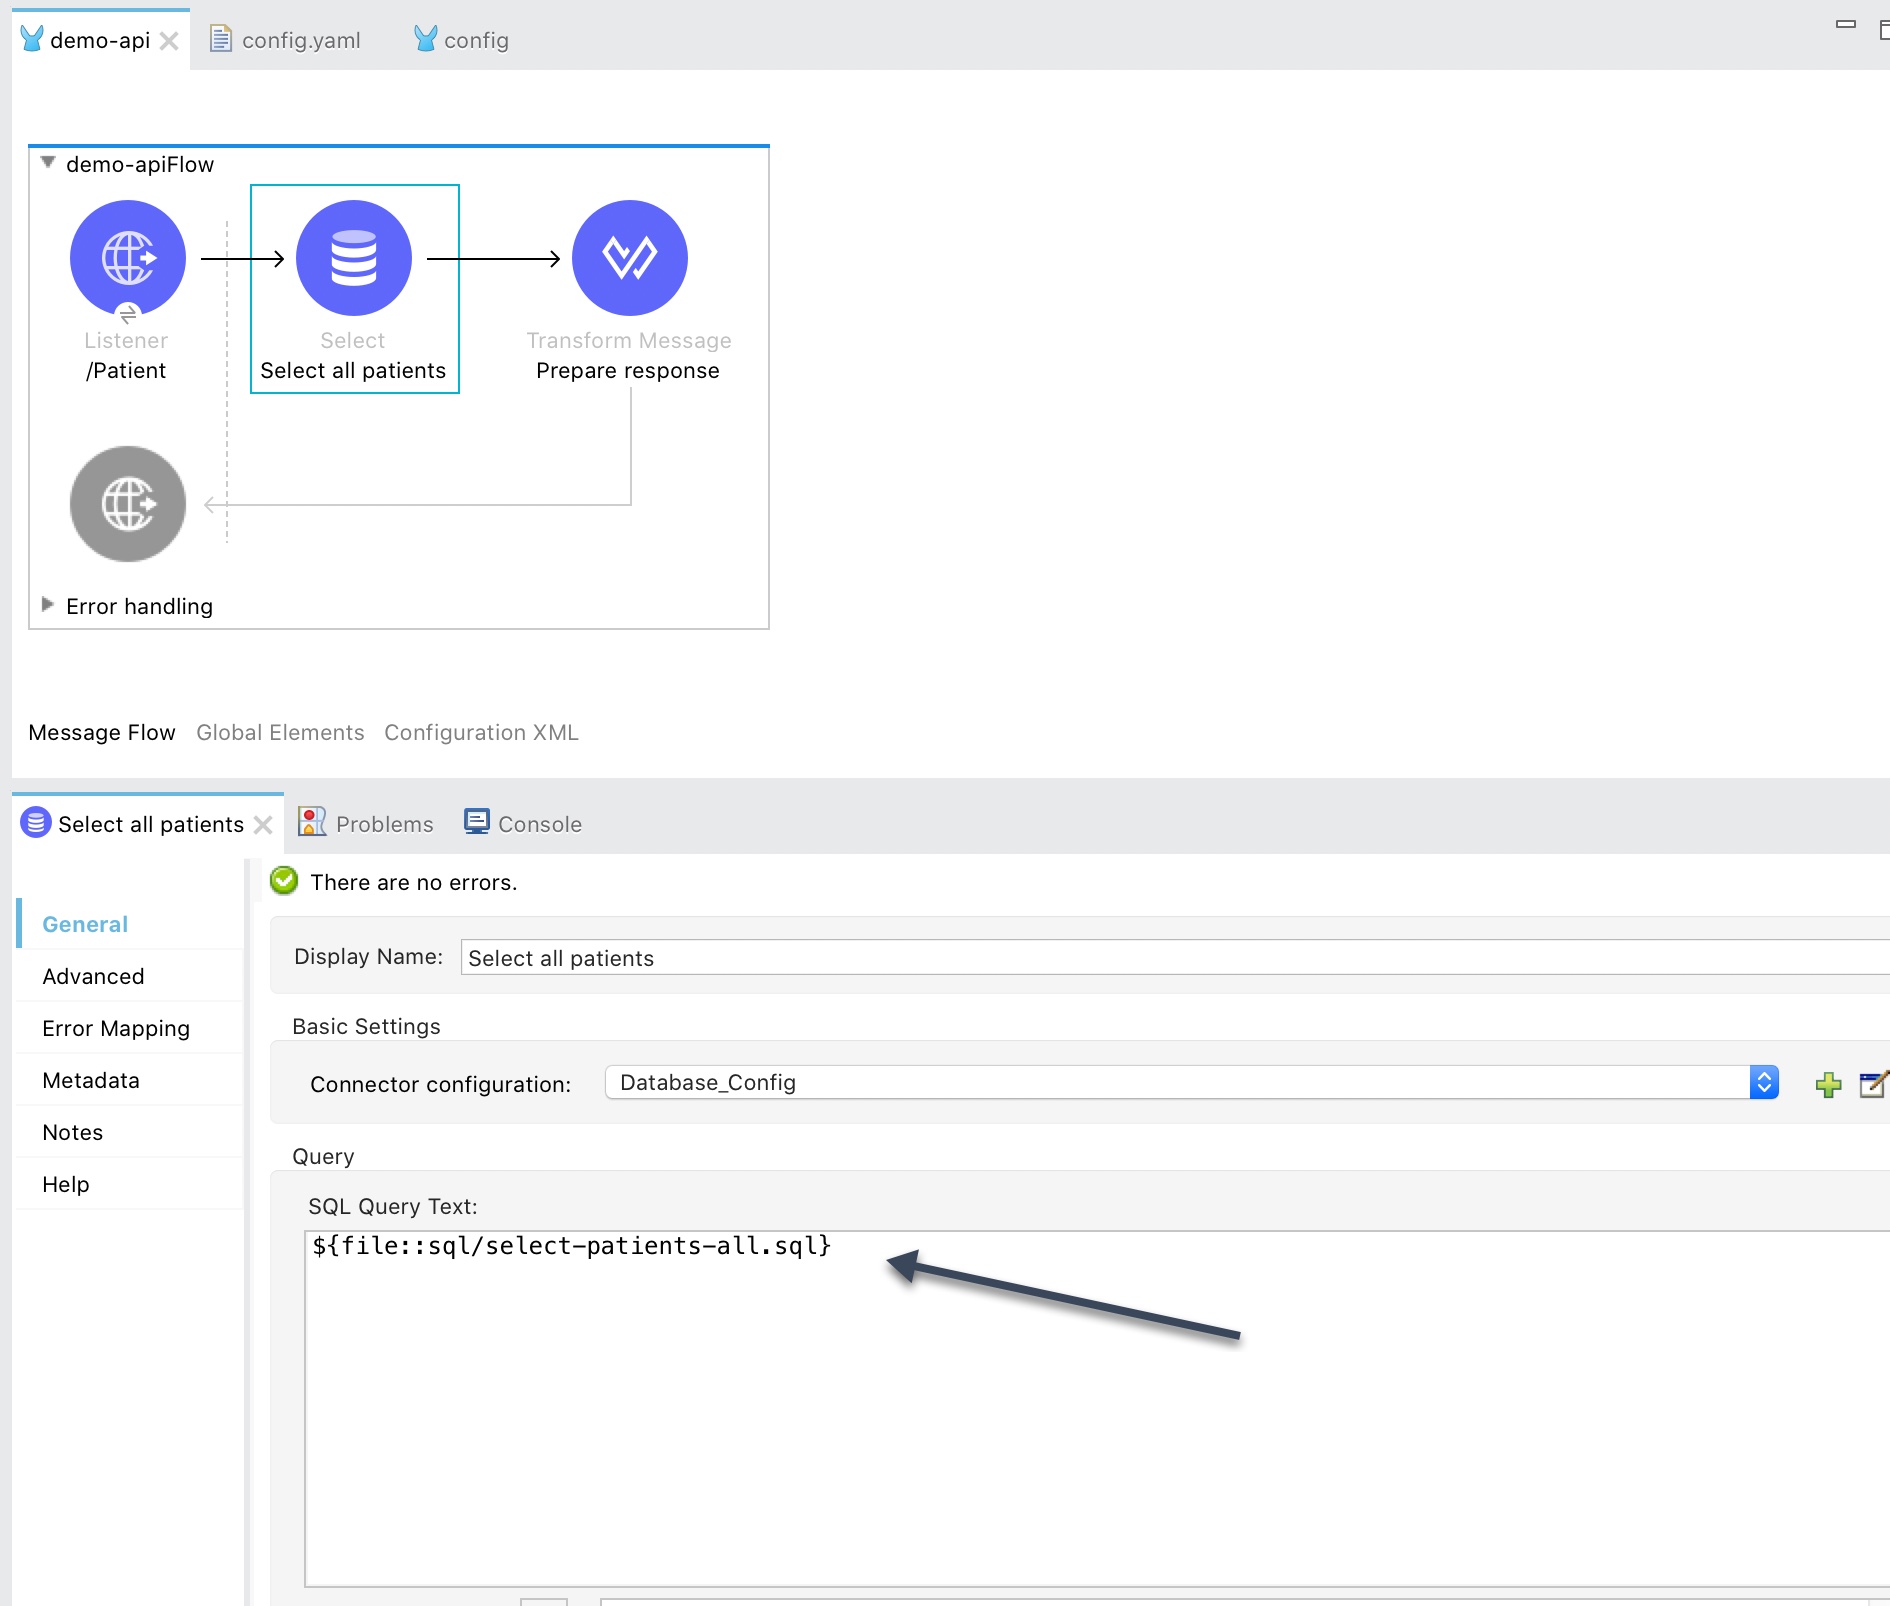 demo-api config.yaml config
demo-apiFlow
Listener Select Transform Message
/Patient Select all patients Prepare response
Error handling
Message Flow Global Elements Configuration XML
Select all patients Problems Console
There are no errors.
General
Display Name: Select all patients
Advanced
Basic Settings
Error Mapping
Connector configuration: Database_Config
Metadata
Notes
Query
Help
SQL Query Text:
${file::sql/select-patients-all.sql}